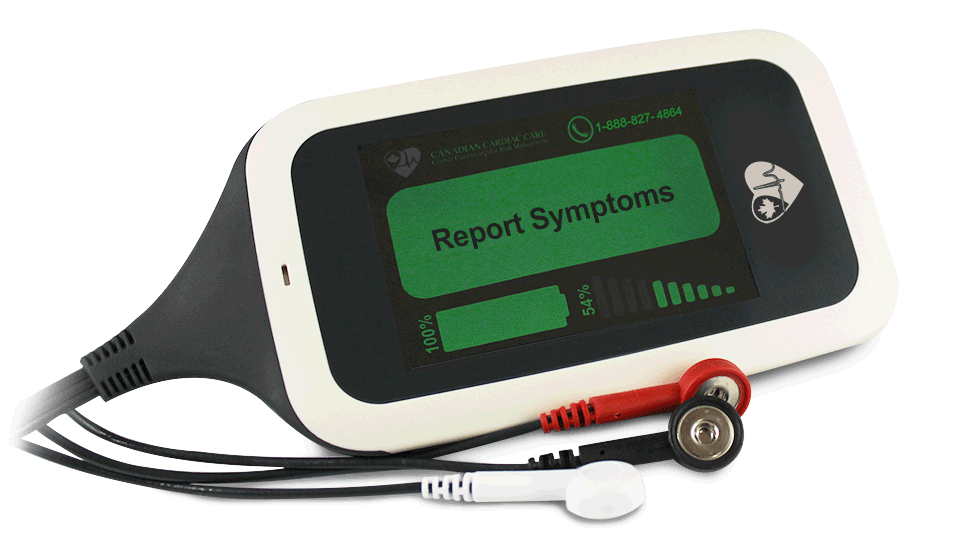 CANADIAN CARDIAC CARE
1-888-827-4864
Report Symptoms
100%
54%